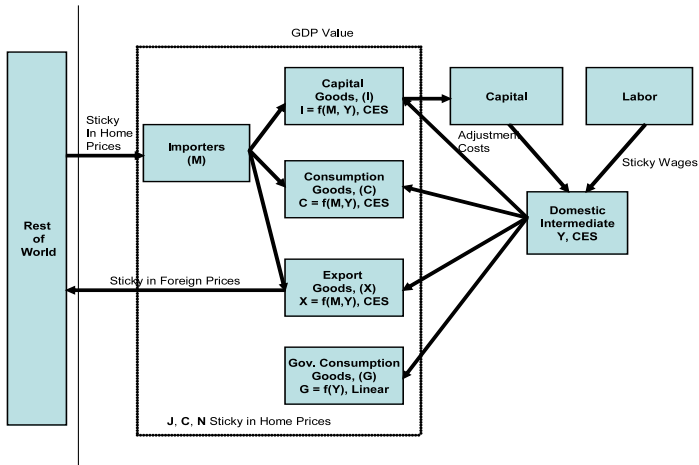 GDP Value
Capital
Goods, (I)
I = f(M, Y), CES
Capital
Labor
Sticky
In Home
Prices
Importers
(M)
Adjustment
Costs
Sticky Wages
Consumption
Goods, (C)
C = f(M,Y), CES
Domestic
Intermediate
Y, CES
Rest
of
World
Sticky in Foreign Prices
Export
Goods, (X)
X = f(M,Y), CES
Gov. Consumption
Goods, (G)
G = f(Y), Linear
J, C, N Sticky in Home Prices